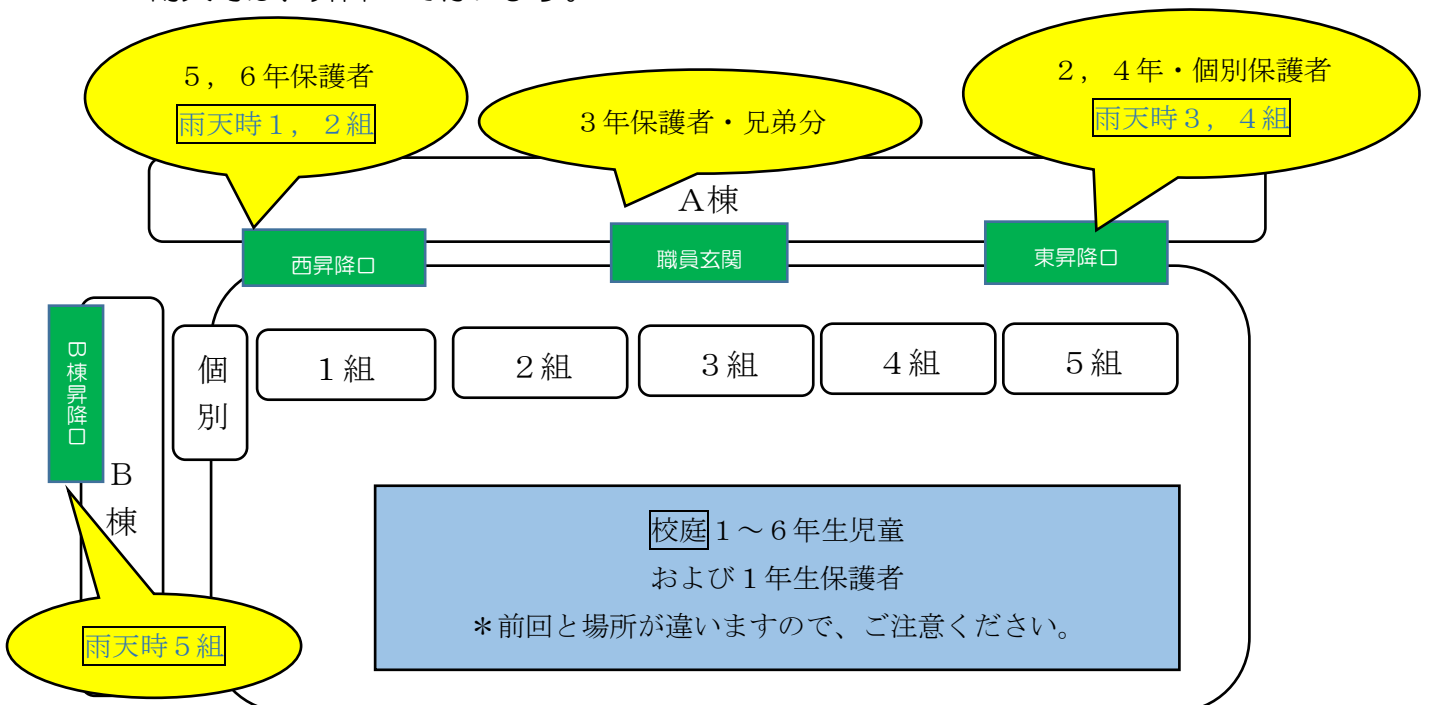 5，6年保護者
雨天時１，２組
３年保護者・兄弟分
２，４年・個別保護者
雨天時３，４組
Ａ棟
西昇降口
職員玄関
東昇降口
B棟昇降口
個別
１組
２組
３組
４組
５組
Ｂ棟
校庭１～６年生児童
および１年生保護者
＊前回と場所が違いますので、ご注意ください。
雨天時５組